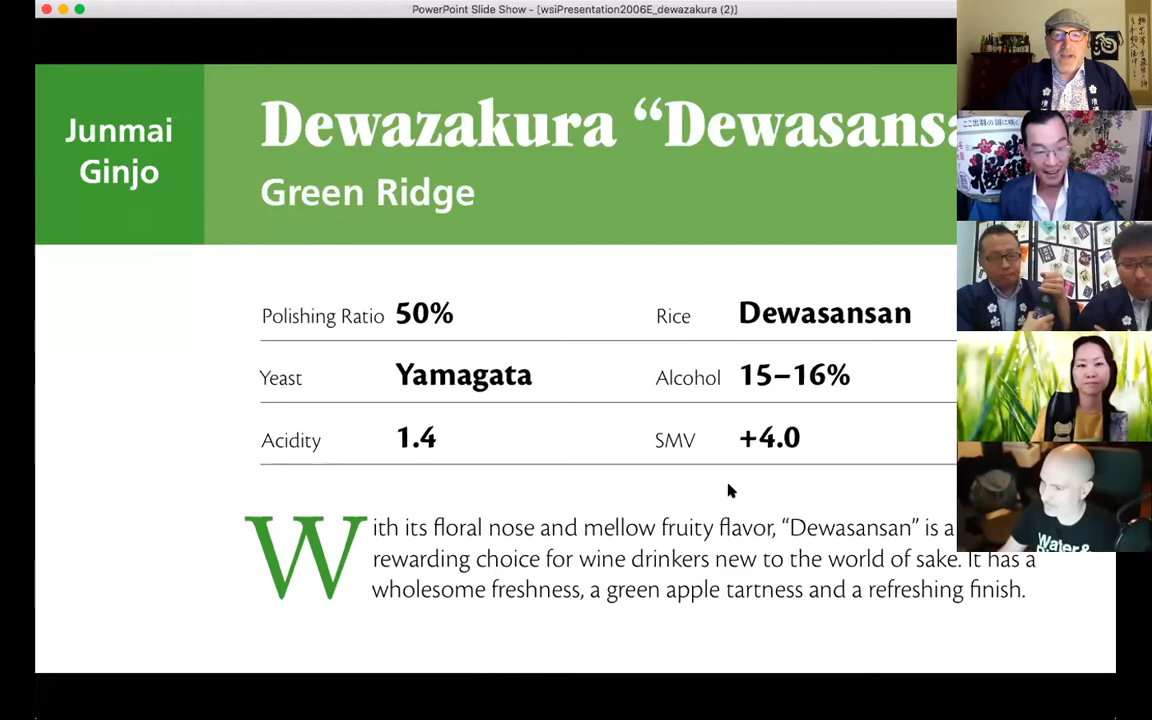 PowerPoint Slide Show - [wsiPresentation2006E_dewazakura (2)]
Junmai
Ginjo
Dewazakura “Dewasansa
Green Ridge
Polishing Ratio 50%
Rice Dewasansan
Yeast Yamagata
Alcohol 15–16%
Acidity 1.4
SMV +4.0
With its floral nose and mellow fruity flavor, “Dewasansan” is a
rewarding choice for wine drinkers new to the world of sake. It has a
wholesome freshness, a green apple tartness and a refreshing finish.
Water &